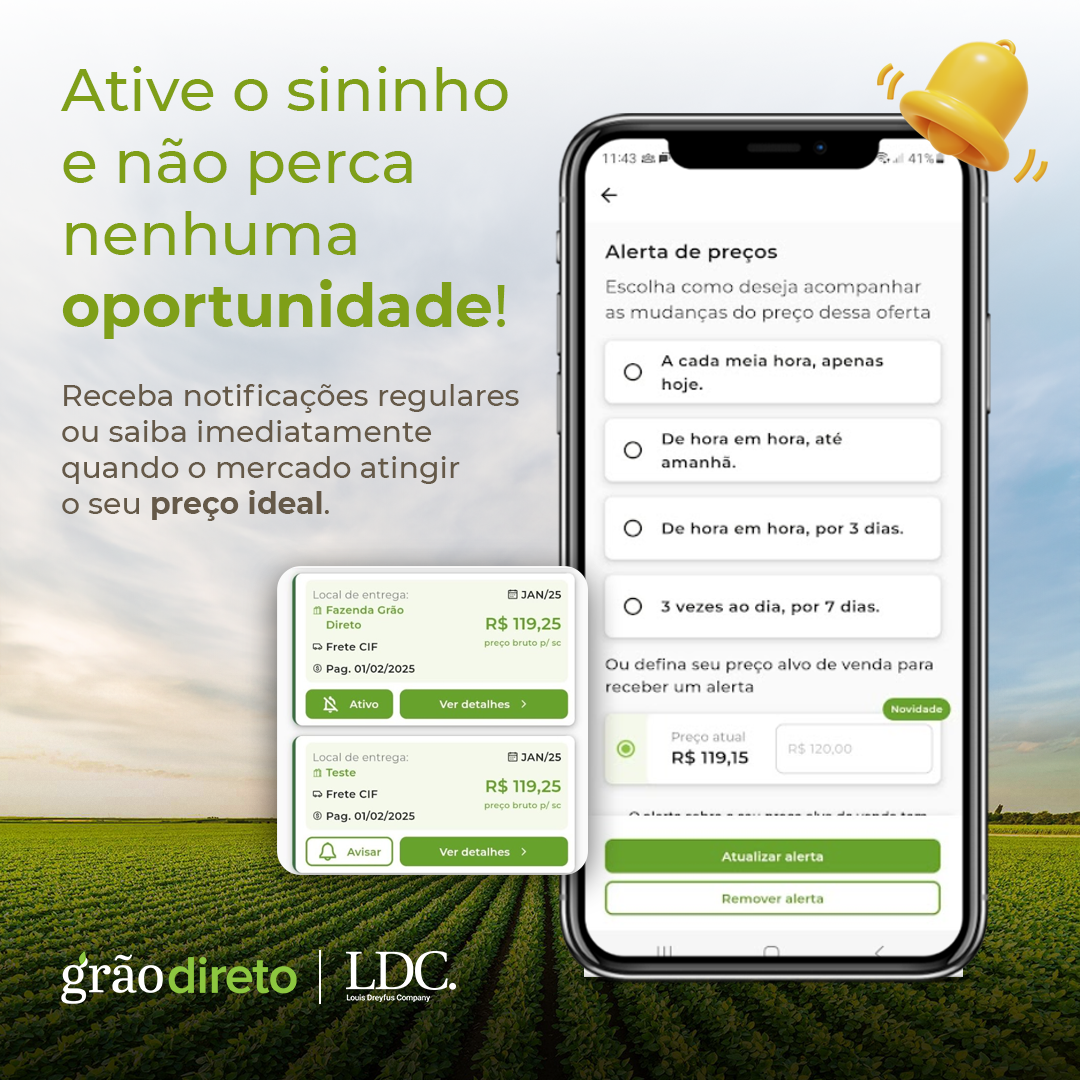 Ative o sininho
e não perca
nenhuma
oportunidade!
Receba notificações regulares
ou saiba imediatamente
quando o mercado atingir
o seu preço ideal.
Local de entrega:
JAN/25
Fazenda Grão
Direto
R$ 119,25
preço bruto p/ sc
Frete CIF
Pag. 01/02/2025
Ativo
Ver detalhes
Local de entrega:
JAN/25
Teste
R$ 119,25
preço bruto p/ sc
Frete CIF
Pag. 01/02/2025
Avisar
Ver detalhes
11:43
41%
Alerta de preços
Escolha como deseja acompanhar
as mudanças do preço dessa oferta
A cada meia hora, apenas
hoje.
De hora em hora, até
amanhã.
De hora em hora, por 3 dias.
3 vezes ao dia, por 7 dias.
Ou defina seu preço alvo de venda para
receber um alerta
Novidade
Preço atual
R$ 119,15
R$ 120,00
Atualizar alerta
Remover alerta
grãodireto
LDC.
Louis Dreyfus Company